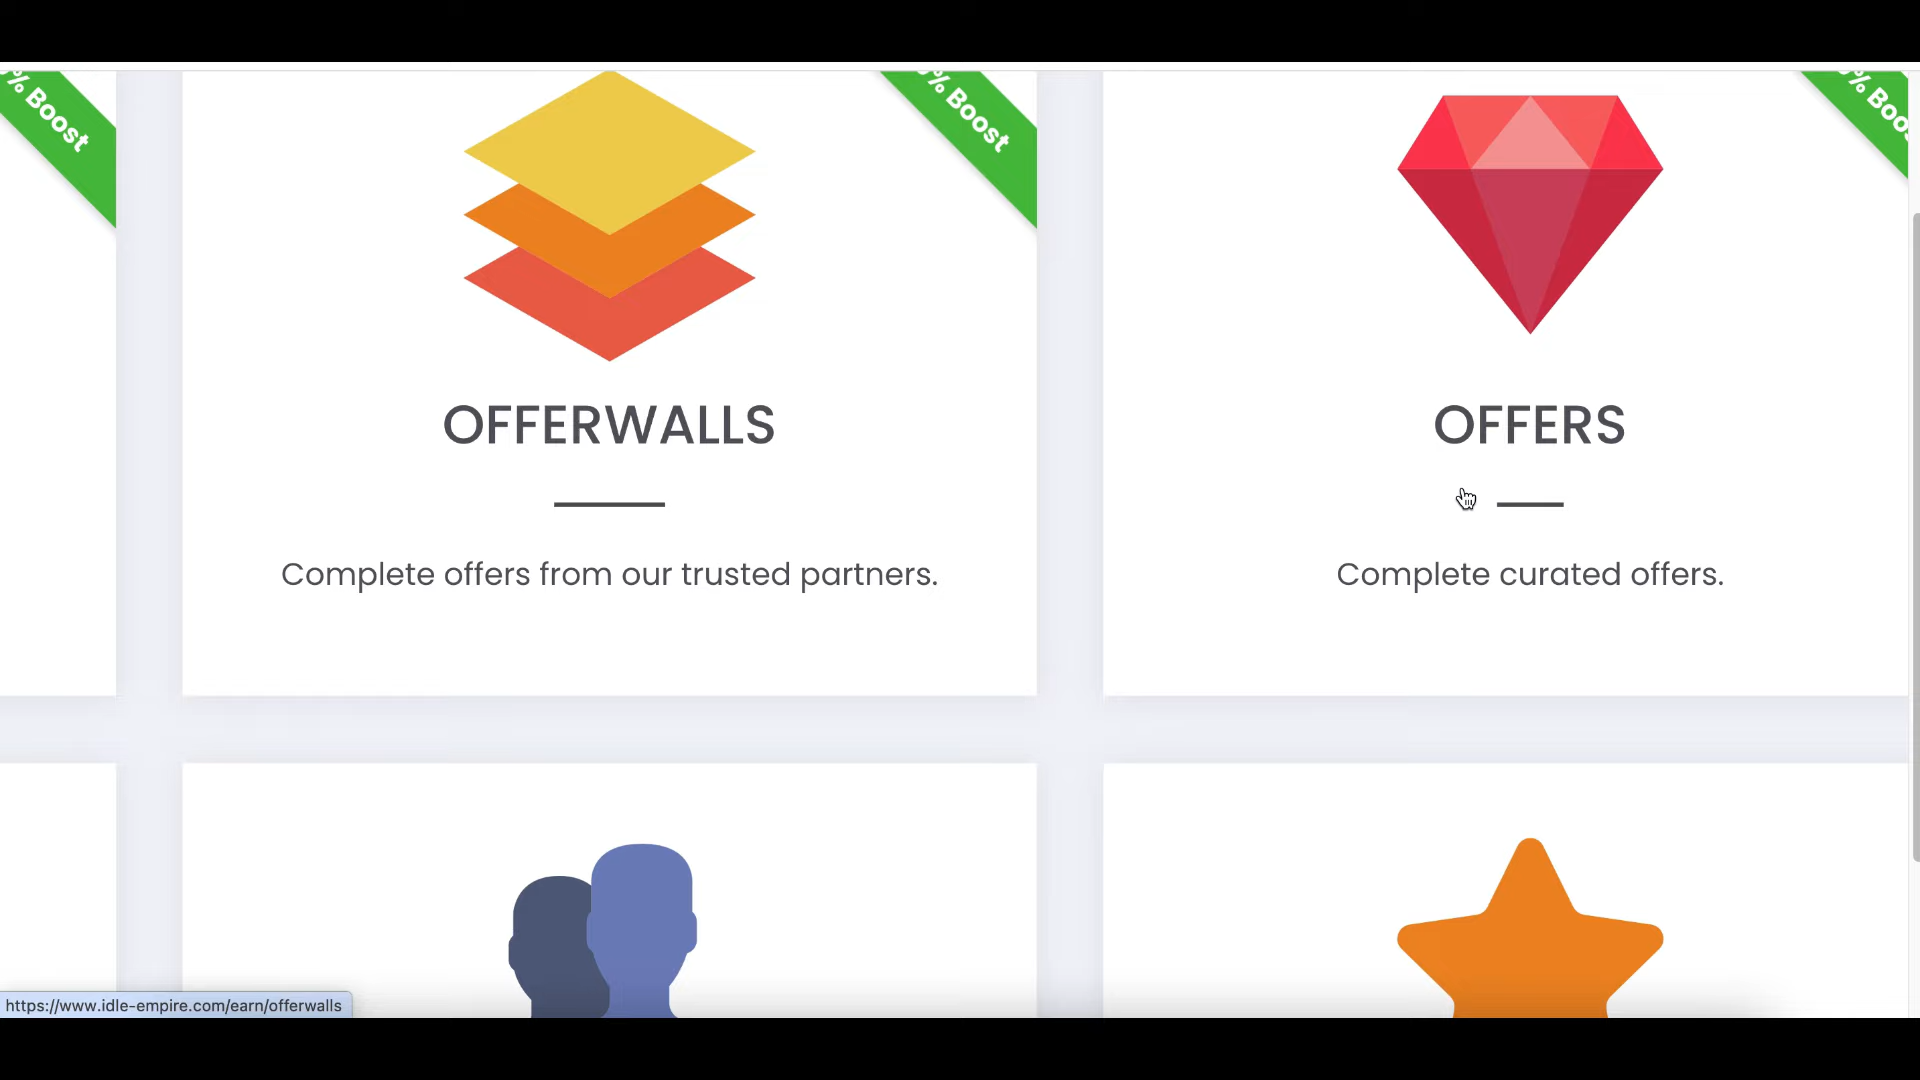 % Boost
% Boost
% Boos
OFFERWALLS
OFFERS
Complete offers from our trusted partners.
Complete curated offers.
https://www.idle-empire.com/earn/offerwalls